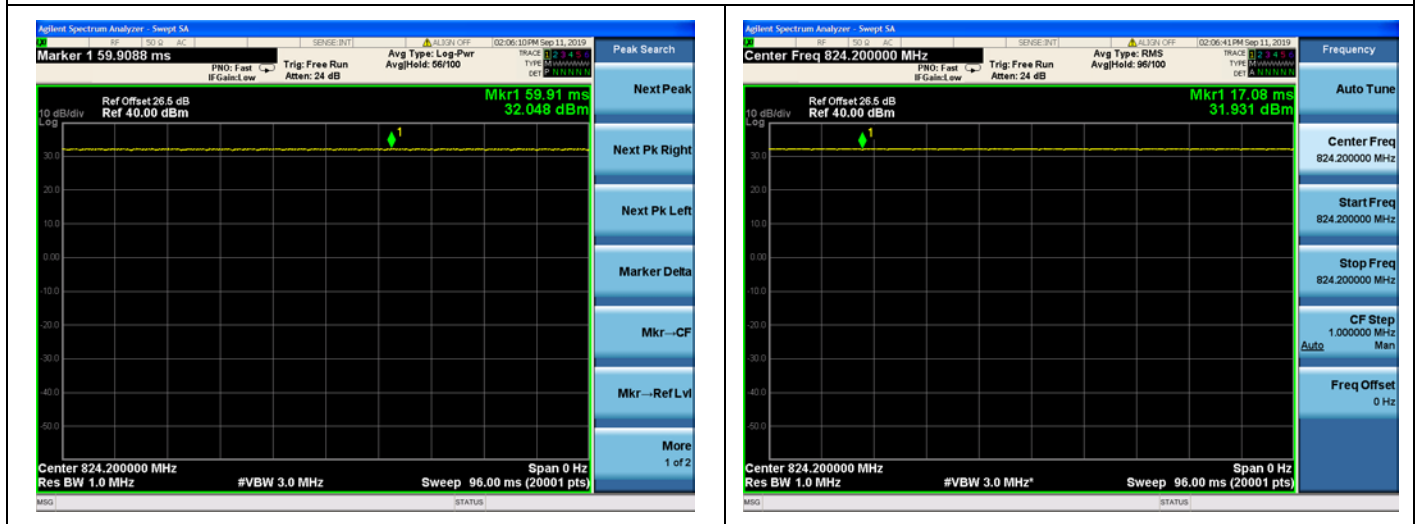 Agilent Spectrum Analyzer - Swept SA
RF 50 Ω AC SENSE:INT ALIGN OFF 02:06:10 PM Sep 11, 2019
Marker 1 59.9088 ms
PNO: Fast
IFGain:Low
Trig: Free Run
Atten: 24 dB
Avg Type: Log-Pwr
Avg|Hold: 56/100
TRACE 1 2 3 4 5 6
TYPE M
DET P N N N N N
Mkr1 59.91 ms
32.048 dBm
Ref Offset 26.5 dB
10 dB/div Ref 40.00 dBm
Log
1
30.0
20.0
10.0
0.00
-10.0
-20.0
-30.0
-40.0
-50.0
Center 824.200000 MHz Span 0 Hz
Res BW 1.0 MHz #VBW 3.0 MHz Sweep 96.00 ms (20001 pts)
MSG STATUS
Peak Search
Next Peak
Next Pk Right
Next Pk Left
Marker Delta
Mkr→CF
Mkr→Ref Lvl
More
1 of 2
Agilent Spectrum Analyzer - Swept SA
RF 50 Ω AC SENSE:INT ALIGN OFF 02:06:41 PM Sep 11, 2019
Center Freq 824.200000 MHz
PNO: Fast
IFGain:Low
Trig: Free Run
Atten: 24 dB
Avg Type: RMS
Avg|Hold: 96/100
TRACE 1 2 3 4 5 6
TYPE M
DET A N N N N N
Mkr1 17.08 ms
31.931 dBm
Ref Offset 26.5 dB
10 dB/div Ref 40.00 dBm
Log
1
30.0
20.0
10.0
0.00
-10.0
-20.0
-30.0
-40.0
-50.0
Center 824.200000 MHz Span 0 Hz
Res BW 1.0 MHz #VBW 3.0 MHz* Sweep 96.00 ms (20001 pts)
MSG STATUS
Frequency
Auto Tune
Center Freq
824.200000 MHz
Start Freq
824.200000 MHz
Stop Freq
824.200000 MHz
CF Step
1.000000 MHz
Auto Man
Freq Offset
0 Hz